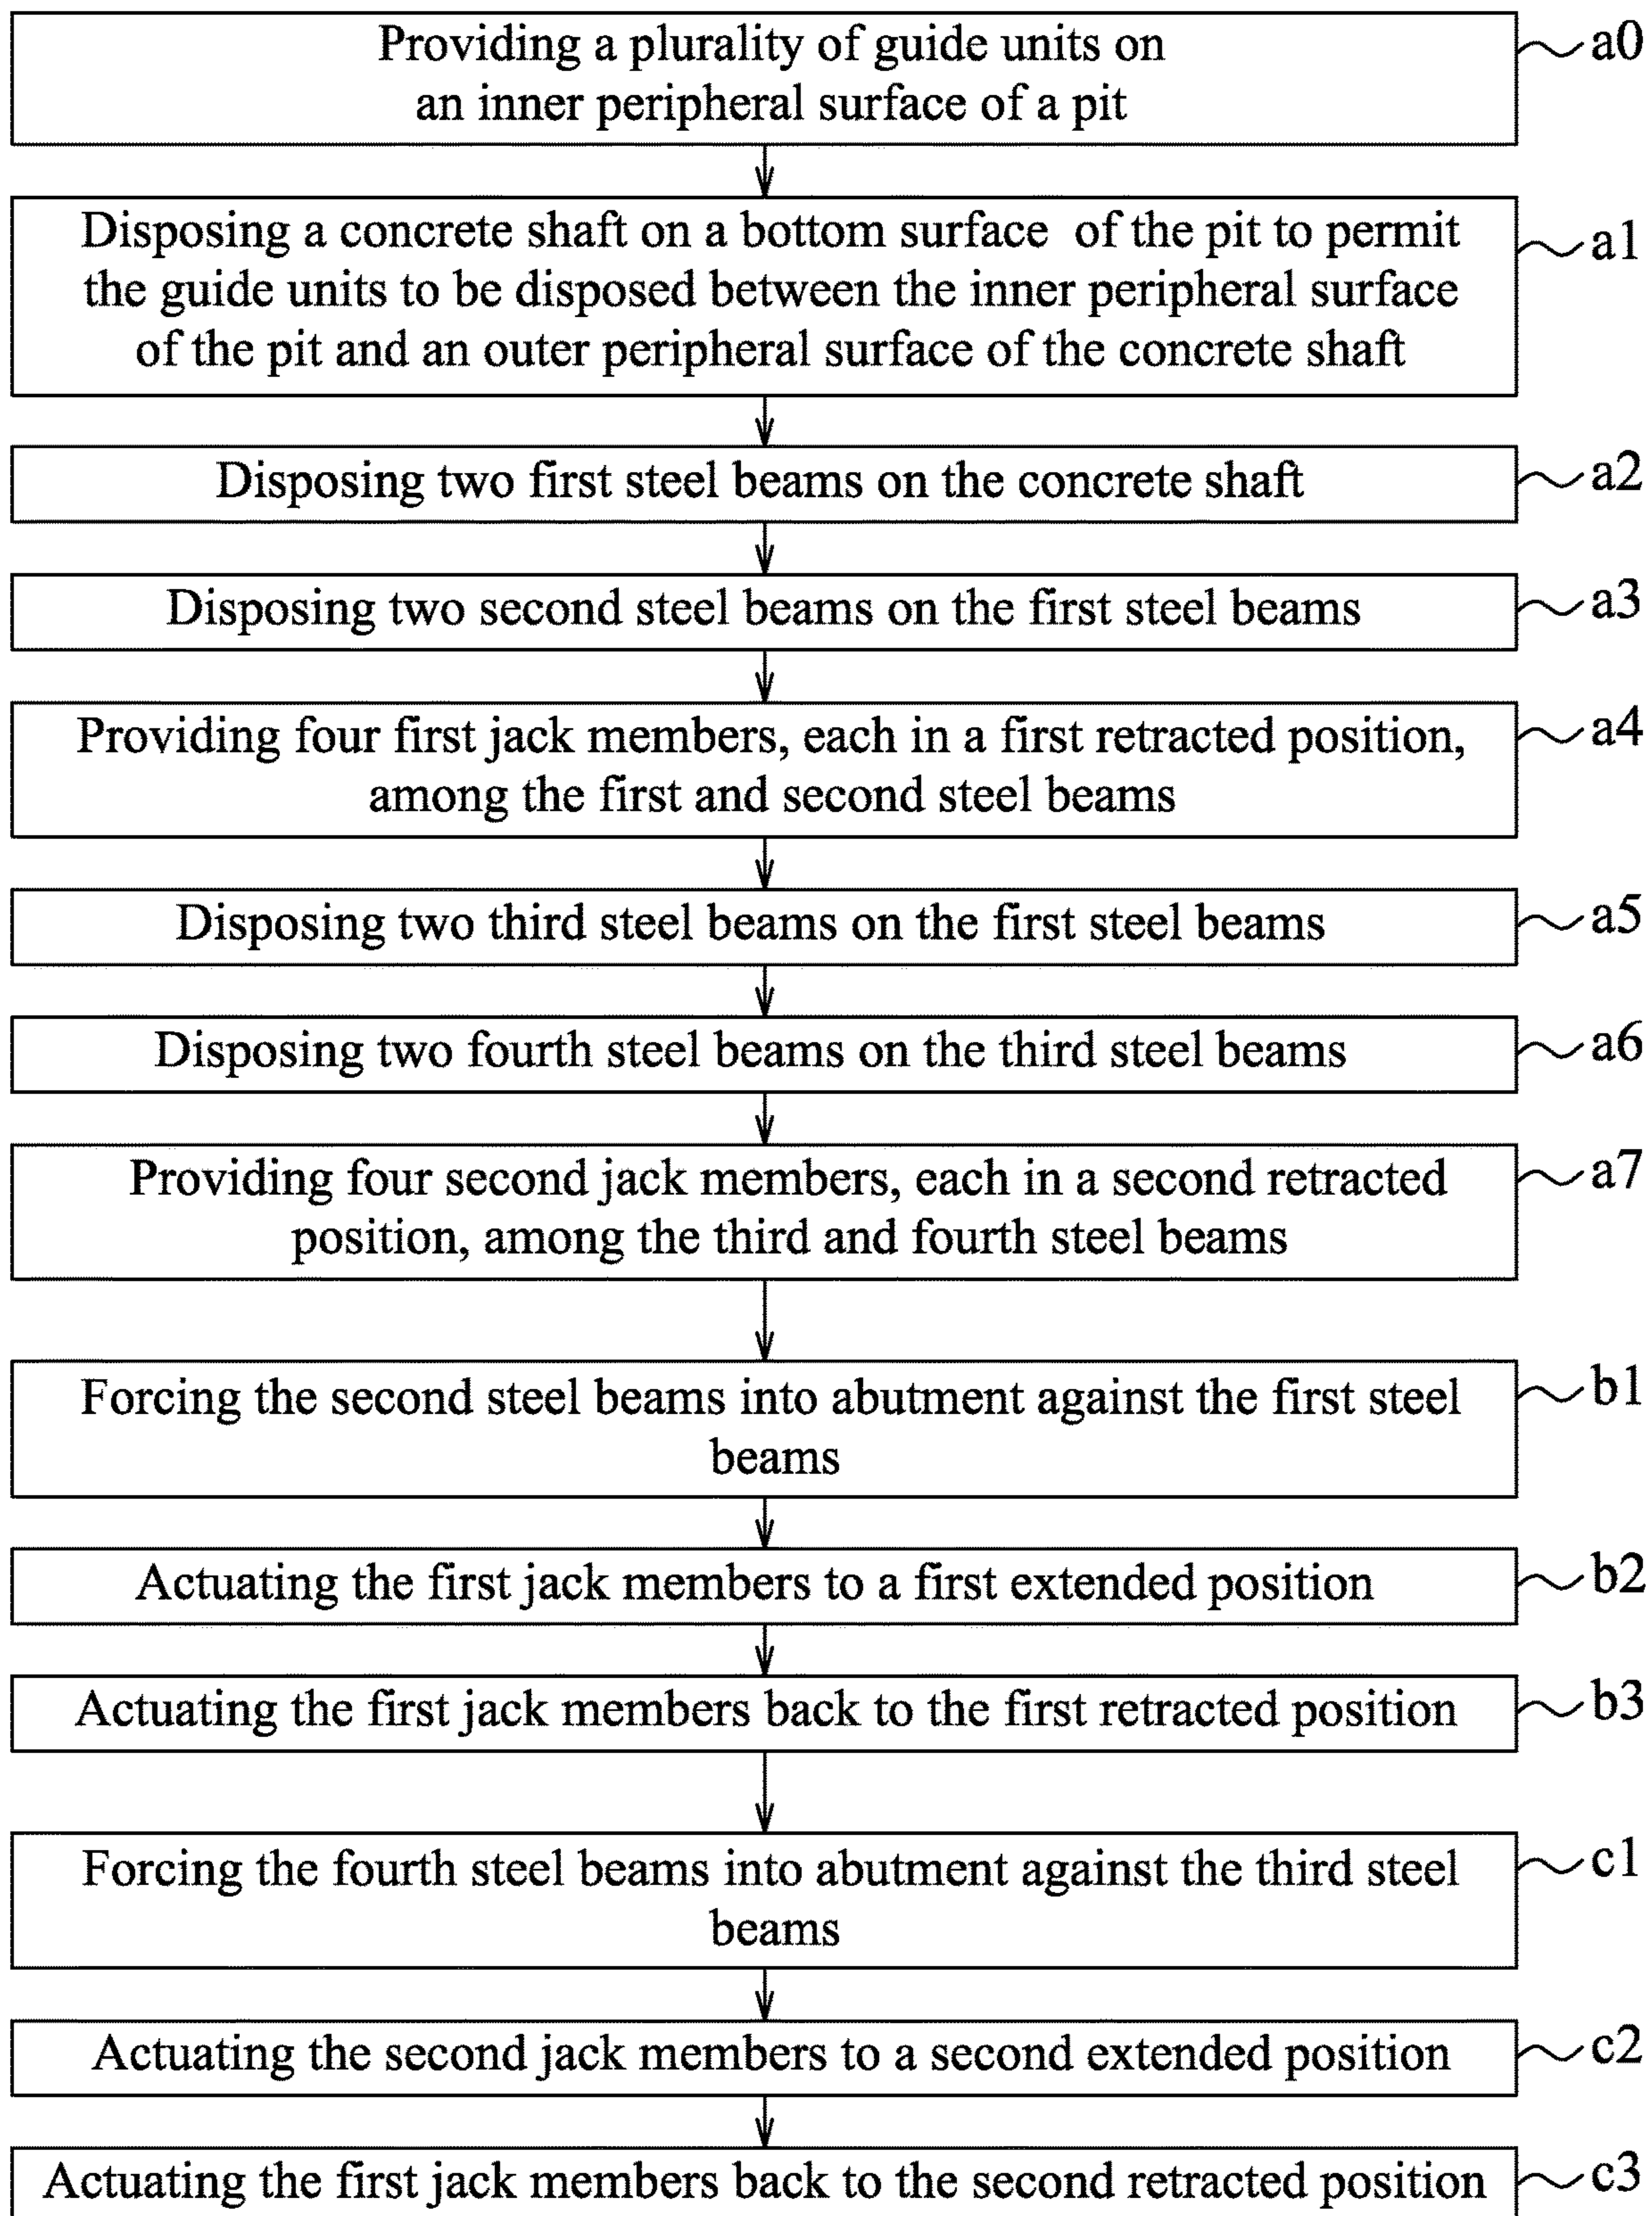 Providing a plurality of guide units on
an inner peripheral surface of a pit
a0
Disposing a concrete shaft on a bottom surface of the pit to permit
the guide units to be disposed between the inner peripheral surface
of the pit and an outer peripheral surface of the concrete shaft
a1
Disposing two first steel beams on the concrete shaft
a2
Disposing two second steel beams on the first steel beams
a3
Providing four first jack members, each in a first retracted position,
among the first and second steel beams
a4
Disposing two third steel beams on the first steel beams
a5
Disposing two fourth steel beams on the third steel beams
a6
Providing four second jack members, each in a second retracted
position, among the third and fourth steel beams
a7
Forcing the second steel beams into abutment against the first steel
beams
b1
Actuating the first jack members to a first extended position
b2
Actuating the first jack members back to the first retracted position
b3
Forcing the fourth steel beams into abutment against the third steel
beams
c1
Actuating the second jack members to a second extended position
c2
Actuating the first jack members back to the second retracted position
c3